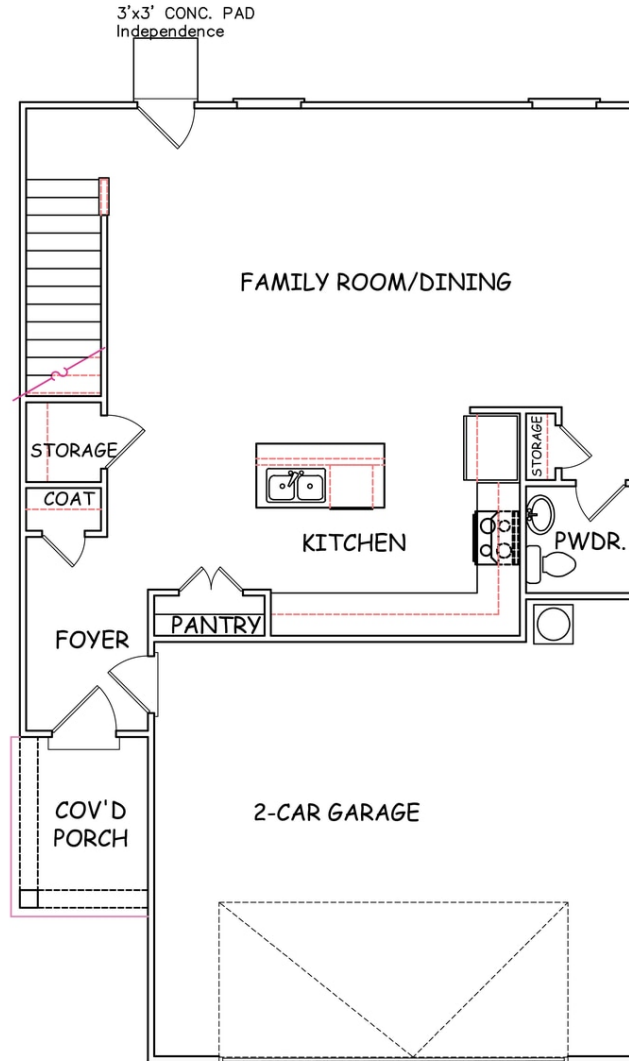 3'x3' CONC. PAD
Independence
FAMILY ROOM/DINING
STORAGE
STORAGE
COAT
KITCHEN
PWDR.
PANTRY
FOYER
COV'D
PORCH
2-CAR GARAGE